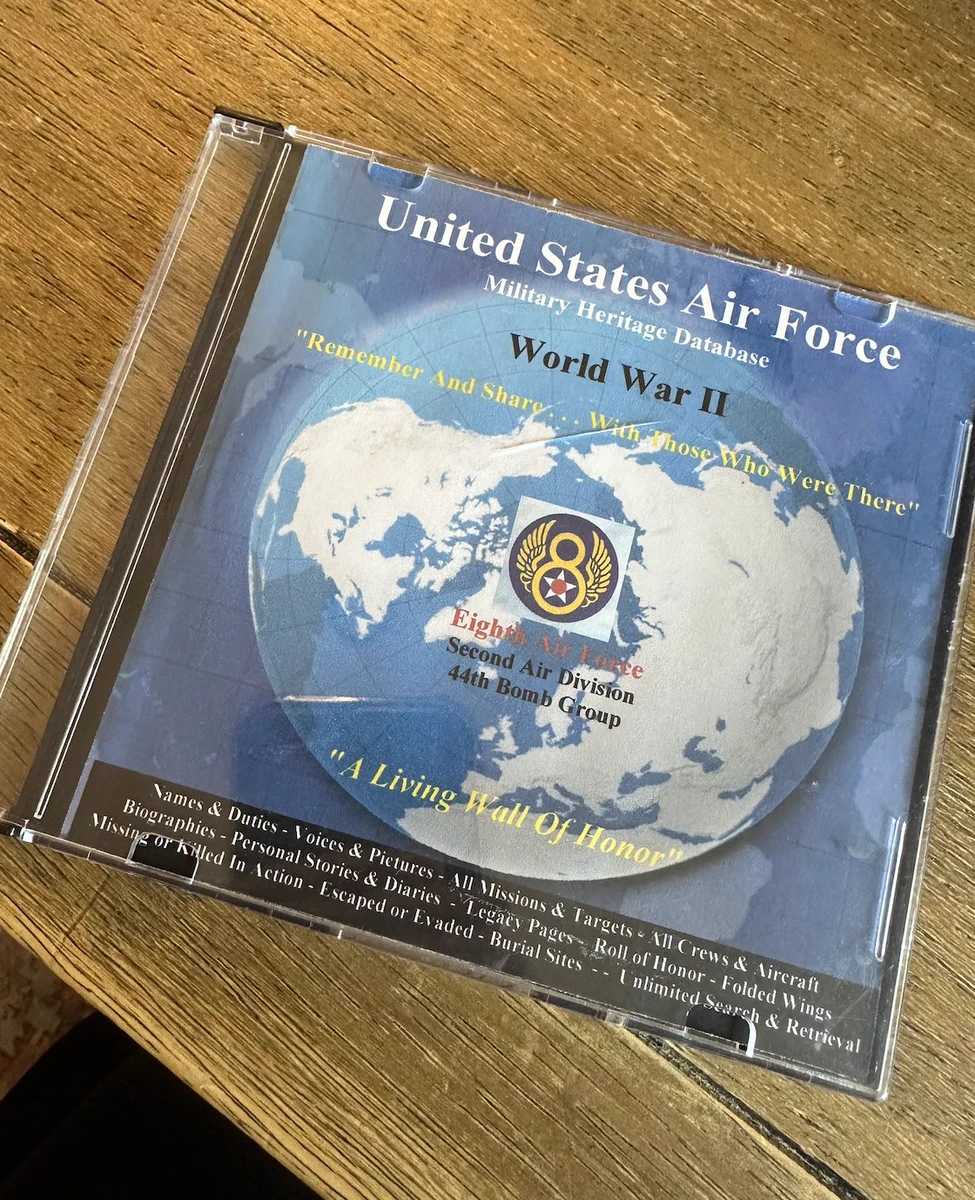 United States Air Force
Military Heritage Database
World War II
"Remember And Share . . . With Those Who Were There"
8
Eighth Air Force
Second Air Division
44th Bomb Group
"A Living Wall Of Honor"
Names & Duties - Voices & Pictures - All Missions & Targets - All Crews & Aircraft
Biographies - Personal Stories & Diaries - Legacy Pages - Roll of Honor - Folded Wings
Missing or Killed In Action - Escaped or Evaded - Burial Sites - - Unlimited Search & Retrieval